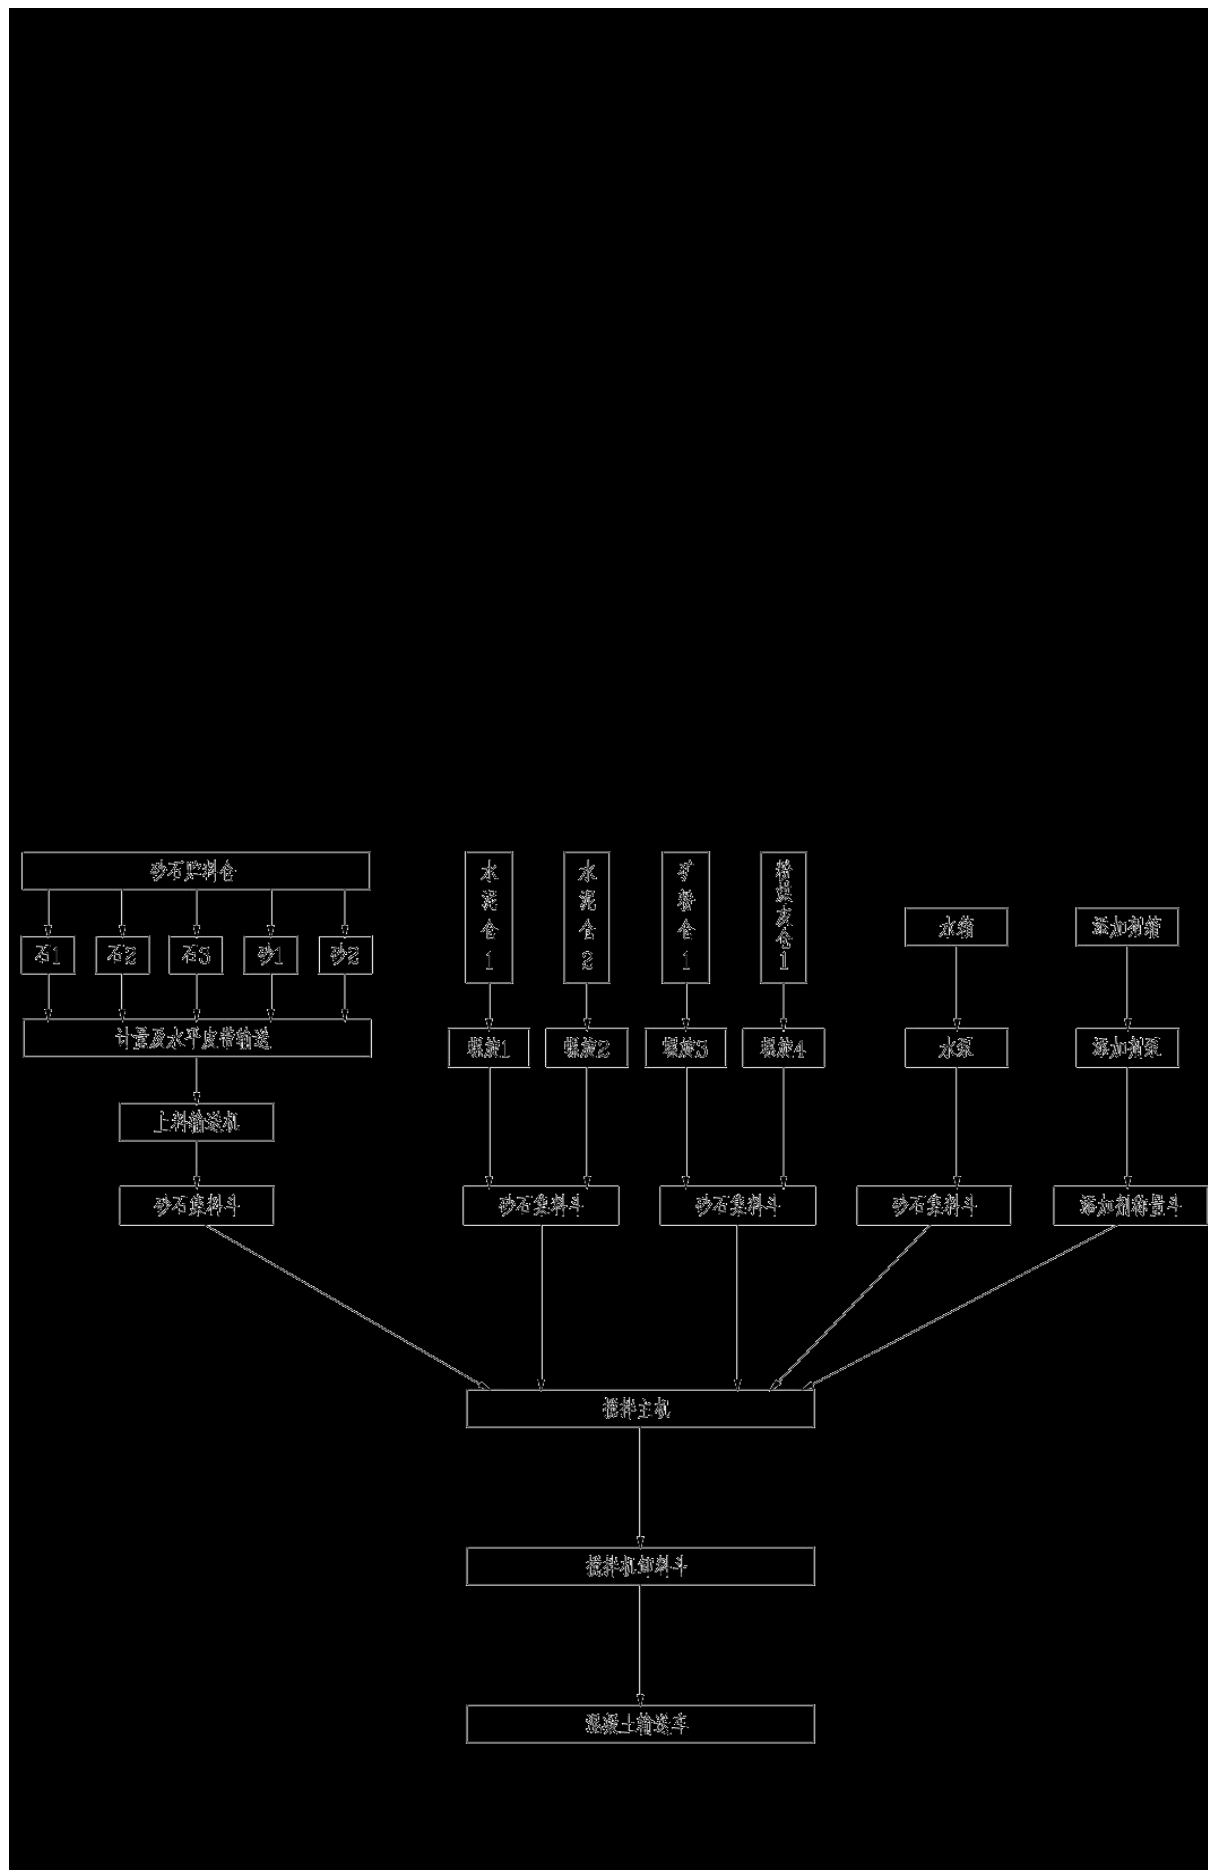 砂石贮料仓
石1
石2
石3
砂1
砂2
计量及水平皮带输送
上料输送机
砂石集料斗
水泥仓1
水泥仓2
矿粉仓1
粉煤灰仓1
螺旋1
螺旋2
螺旋3
螺旋4
砂石集料斗
砂石集料斗
水箱
水泵
砂石集料斗
添加剂箱
添加剂泵
添加剂称量斗
搅拌主机
搅拌机卸料斗
混凝土输送车